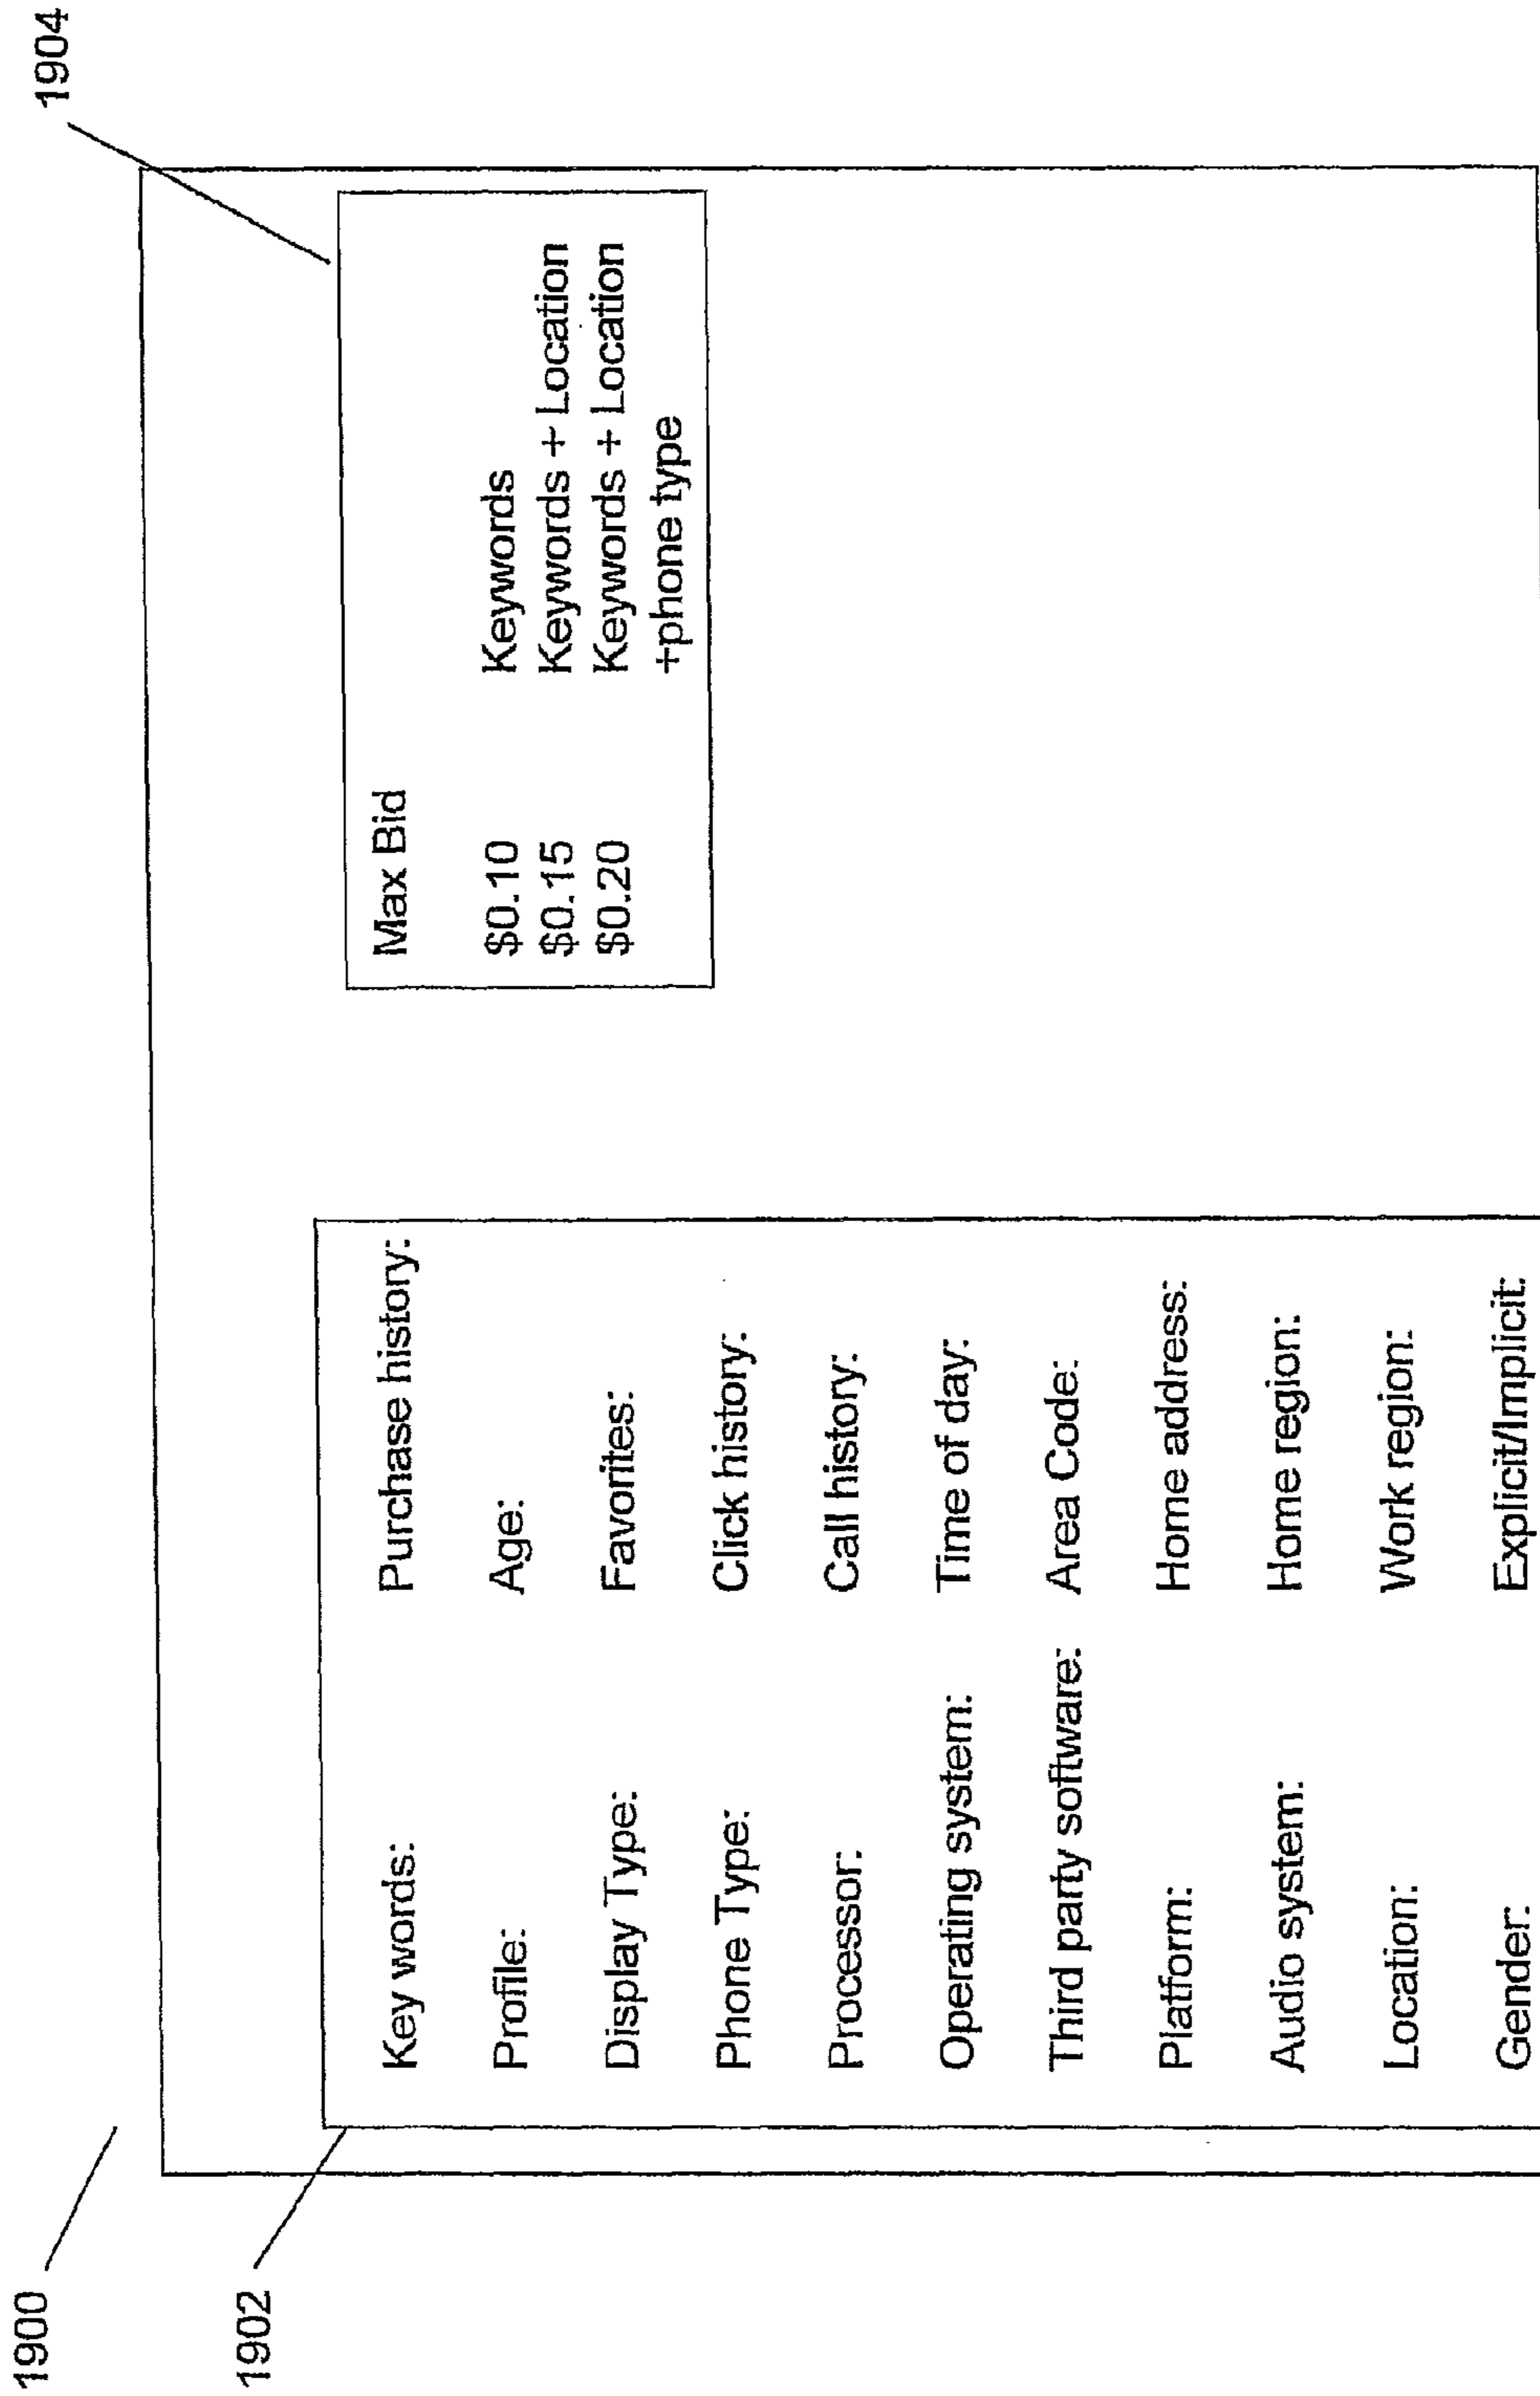 1900
1902
1904
Key words: Purchase history:
Profile: Age:
Display Type: Favorites:
Phone Type: Click history:
Processor: Call history:
Operating system: Time of day:
Third party software: Area Code:
Platform: Home address:
Audio system: Home region:
Location: Work region:
Gender: Explicit/Implicit:
Max Bid
$0.10 Keywords
$0.15 Keywords + Location
$0.20 Keywords + Location
+phone type